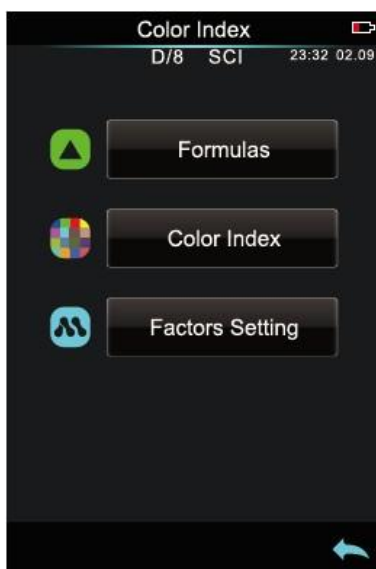 Color Index
D/8 SCI 23:32 02.09
Formulas
Color Index
Factors Setting